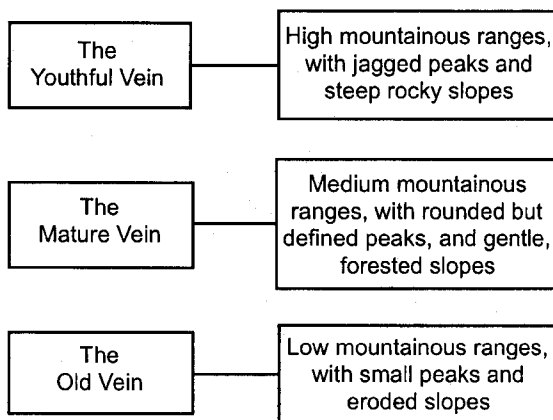 The
Youthful Vein
High mountainous ranges,
with jagged peaks and
steep rocky slopes
The
Mature Vein
Medium mountainous
ranges, with rounded but
defined peaks, and gentle,
forested slopes
The
Old Vein
Low mountainous ranges,
with small peaks and
eroded slopes